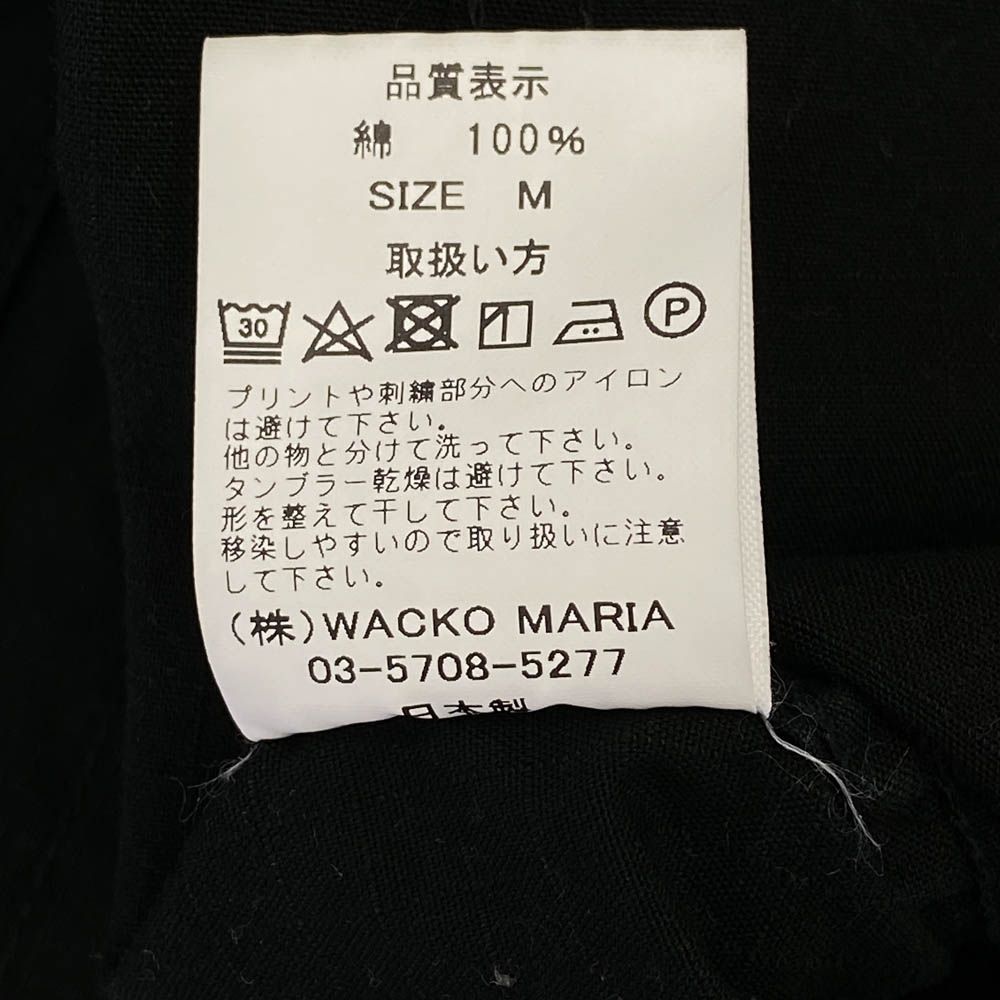 品質表示
綿 100%
SIZE M
取扱い方
30 P
プリントや刺繍部分へのアイロン
は避けて下さい。
他の物と分けて洗って下さい。
タンブラー乾燥は避けて下さい。
形を整えて干して下さい。
移染しやすいので取り扱いに注意
して下さい。
(株)WACKO MARIA
03-5708-5277
日本製